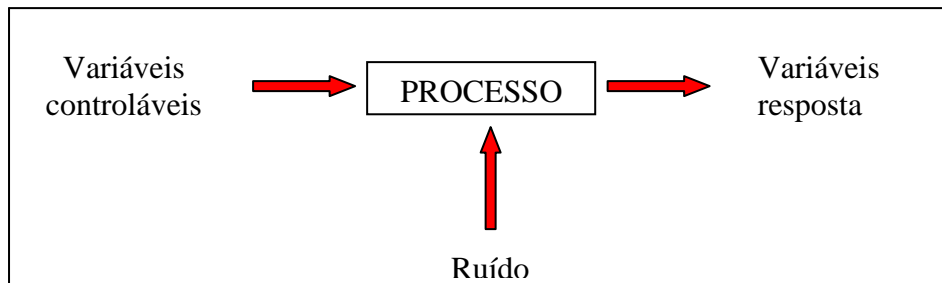 Variáveis
controláveis
PROCESSO
Variáveis
resposta
Ruído